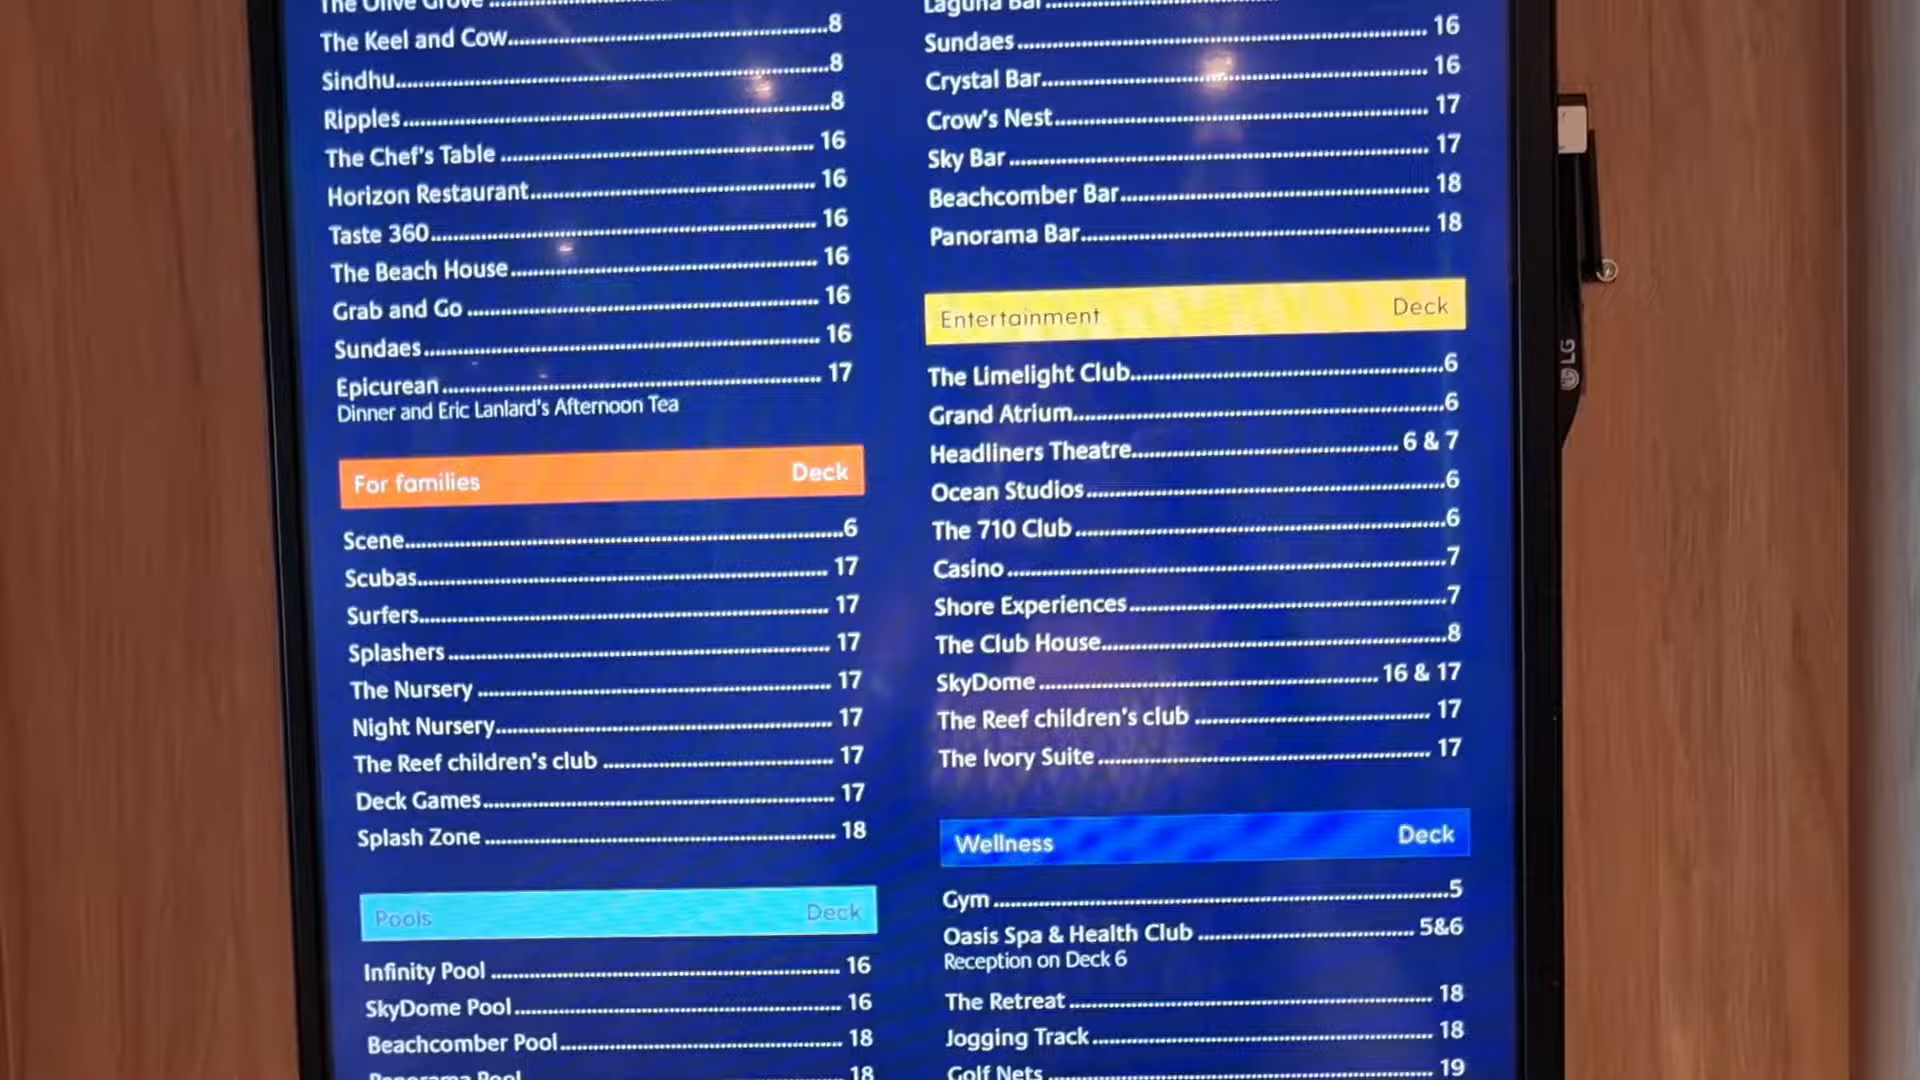 The Olive Grove
The Keel and Cow 8
Sindhu 8
Ripples 8
The Chef's Table 16
Horizon Restaurant 16
Taste 360 16
The Beach House 16
Grab and Go 16
Sundaes 16
Epicurean 17
Dinner and Eric Lanlard's Afternoon Tea
For families Deck
Scene 6
Scubas 17
Surfers 17
Splashers 17
The Nursery 17
Night Nursery 17
The Reef children's club 17
Deck Games 17
Splash Zone 18
Pools Deck
Infinity Pool 16
SkyDome Pool 16
Beachcomber Pool 18
Panorama Pool 18
Laguna Bar
Sundaes 16
Crystal Bar 16
Crow's Nest 17
Sky Bar 17
Beachcomber Bar 18
Panorama Bar 18
Entertainment Deck
The Limelight Club 6
Grand Atrium 6
Headliners Theatre 6 & 7
Ocean Studios 6
The 710 Club 6
Casino 7
Shore Experiences 7
The Club House 8
SkyDome 16 & 17
The Reef children's club 17
The Ivory Suite 17
Wellness Deck
Gym 5
Oasis Spa & Health Club 5&6
Reception on Deck 6
The Retreat 18
Jogging Track 18
Golf Nets 19
LG